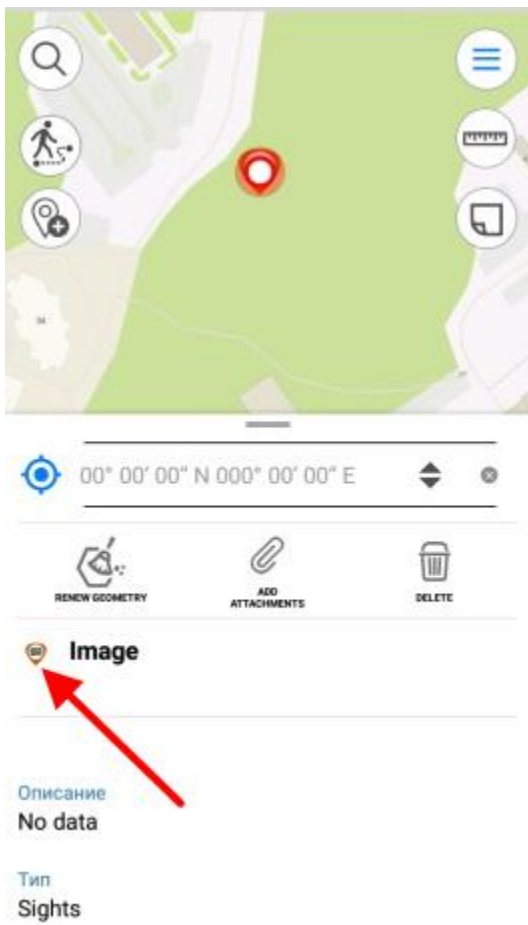 00° 00' 00" N 000° 00' 00" E
RENEW GEOMETRY
ADD
ATTACHMENTS
DELETE
Image
Описание
No data
Тип
Sights